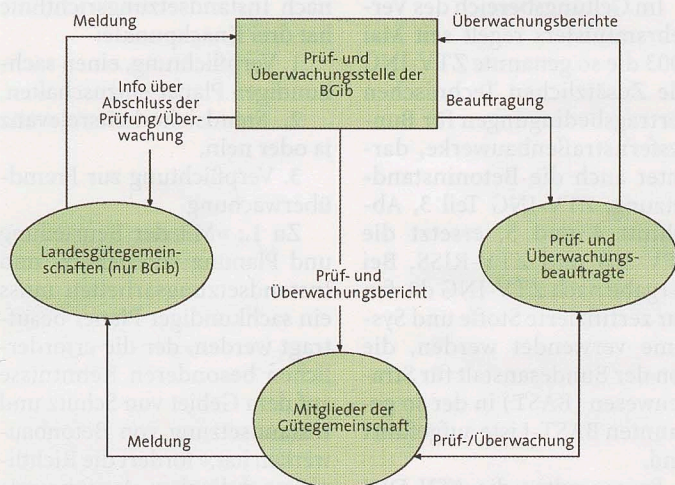 Meldung
Überwachungsberichte
Prüf- und
Überwachungsstelle der
BGib
Info über
Abschluss der
Prüfung/Über-
wachung
Beauftragung
Landesgütegemein-
schaften (nur BGib)
Prüf- und
Überwachungs-
beauftragte
Prüf- und
Überwachungsbericht
Mitglieder der
Gütegemeinschaft
Meldung
Prüf-/Überwachung